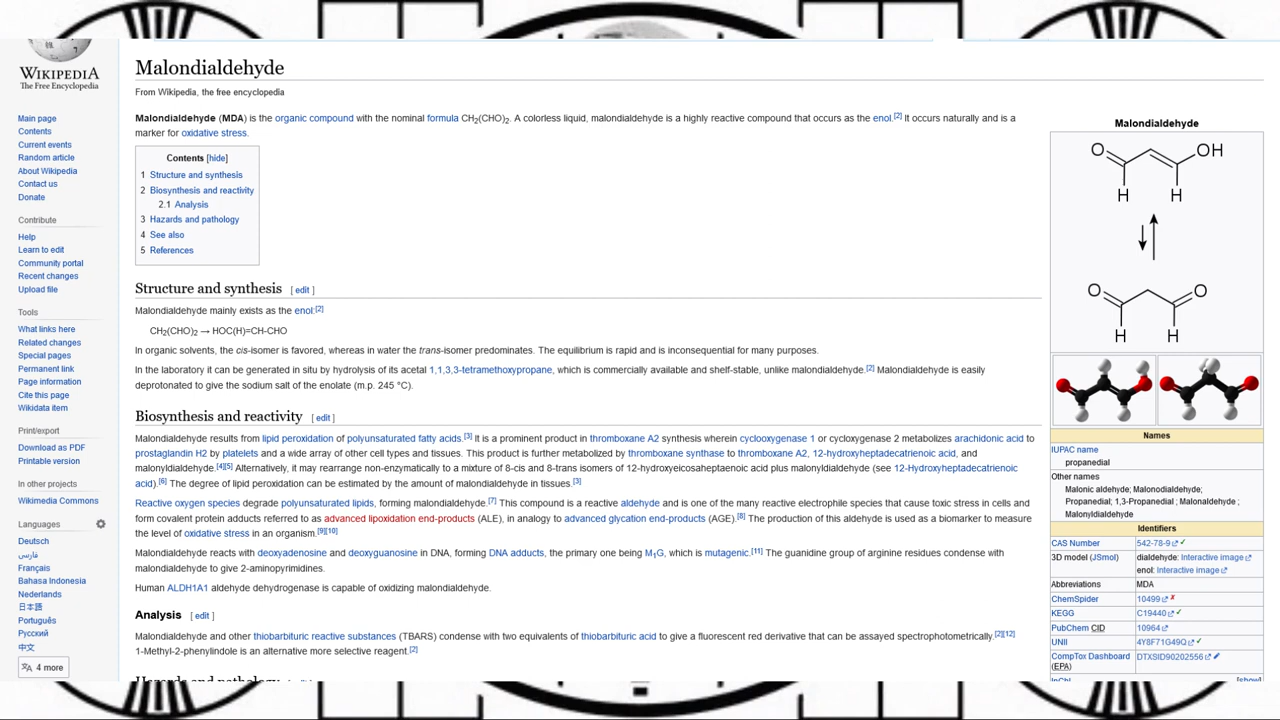 WIKIPEDIA
The Free Encyclopedia
Main page
Contents
Current events
Random article
About Wikipedia
Contact us
Donate
Contribute
Help
Learn to edit
Community portal
Recent changes
Upload file
Tools
What links here
Related changes
Special pages
Permanent link
Page information
Cite this page
Wikidata item
Print/export
Download as PDF
Printable version
In other projects
Wikimedia Commons
Languages
Deutsch
فارسی
Français
Bahasa Indonesia
Nederlands
日本語
Português
Русский
中文
4 more
Malondialdehyde
From Wikipedia, the free encyclopedia
Malondialdehyde (MDA) is the organic compound with the nominal formula CH2(CHO)2. A colorless liquid, malondialdehyde is a highly reactive compound that occurs as the enol.[2] It occurs naturally and is a
marker for oxidative stress.
Contents [hide]
1 Structure and synthesis
2 Biosynthesis and reactivity
2.1 Analysis
3 Hazards and pathology
4 See also
5 References
Structure and synthesis [ edit ]
Malondialdehyde mainly exists as the enol:[2]
CH2(CHO)2 → HOC(H)=CH-CHO
In organic solvents, the cis-isomer is favored, whereas in water the trans-isomer predominates. The equilibrium is rapid and is inconsequential for many purposes.
In the laboratory it can be generated in situ by hydrolysis of its acetal 1,1,3,3-tetramethoxypropane, which is commercially available and shelf-stable, unlike malondialdehyde.[2] Malondialdehyde is easily
deprotonated to give the sodium salt of the enolate (m.p. 245 °C).
Biosynthesis and reactivity [ edit ]
Malondialdehyde results from lipid peroxidation of polyunsaturated fatty acids.[3] It is a prominent product in thromboxane A2 synthesis wherein cyclooxygenase 1 or cycloxygenase 2 metabolizes arachidonic acid to
prostaglandin H2 by platelets and a wide array of other cell types and tissues. This product is further metabolized by thromboxane synthase to thromboxane A2, 12-hydroxyheptadecatrienoic acid, and
malonyldialdehyde.[4][5] Alternatively, it may rearrange non-enzymatically to a mixture of 8-cis and 8-trans isomers of 12-hydroxyeicosaheptaenoic acid plus malonyldialdehyde (see 12-Hydroxyheptadecatrienoic
acid).[6] The degree of lipid peroxidation can be estimated by the amount of malondialdehyde in tissues.[3]
Reactive oxygen species degrade polyunsaturated lipids, forming malondialdehyde.[7] This compound is a reactive aldehyde and is one of the many reactive electrophile species that cause toxic stress in cells and
form covalent protein adducts referred to as advanced lipoxidation end-products (ALE), in analogy to advanced glycation end-products (AGE).[8] The production of this aldehyde is used as a biomarker to measure
the level of oxidative stress in an organism.[9][10]
Malondialdehyde reacts with deoxyadenosine and deoxyguanosine in DNA, forming DNA adducts, the primary one being M1G, which is mutagenic.[11] The guanidine group of arginine residues condense with
malondialdehyde to give 2-aminopyrimidines.
Human ALDH1A1 aldehyde dehydrogenase is capable of oxidizing malondialdehyde.
Analysis [ edit ]
Malondialdehyde and other thiobarbituric reactive substances (TBARS) condense with two equivalents of thiobarbituric acid to give a fluorescent red derivative that can be assayed spectrophotometrically.[2][12]
1-Methyl-2-phenylindole is an alternative more selective reagent.[2]
Hazards and pathology
Malondialdehyde
O OH
H H
O O
H H
Names
IUPAC name
propanedial
Other names
Malonic aldehyde; Malonodialdehyde;
Propanedial; 1,3-Propanedial ; Malonaldehyde ;
Malonyldialdehyde
Identifiers
CAS Number 542-78-9
3D model (JSmol) dialdehyde: Interactive image
enol: Interactive image
Abbreviations MDA
ChemSpider 10499
KEGG C19440
PubChem CID 10964
UNII 4Y8F71G49Q
CompTox Dashboard DTXSID90202556
(EPA)
InChI [show]